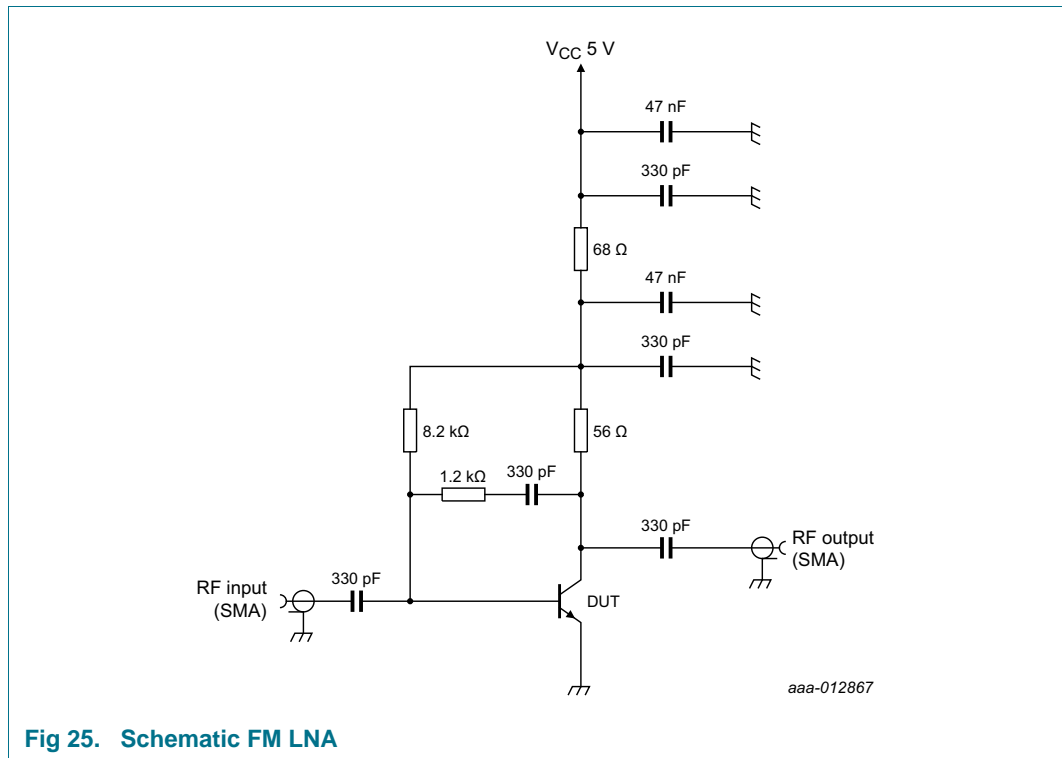 VCC 5 V
47 nF
330 pF
68 Ω
47 nF
330 pF
8.2 kΩ
56 Ω
1.2 kΩ
330 pF
330 pF
RF output
(SMA)
330 pF
RF input
(SMA)
DUT
aaa-012867
Fig 25. Schematic FM LNA